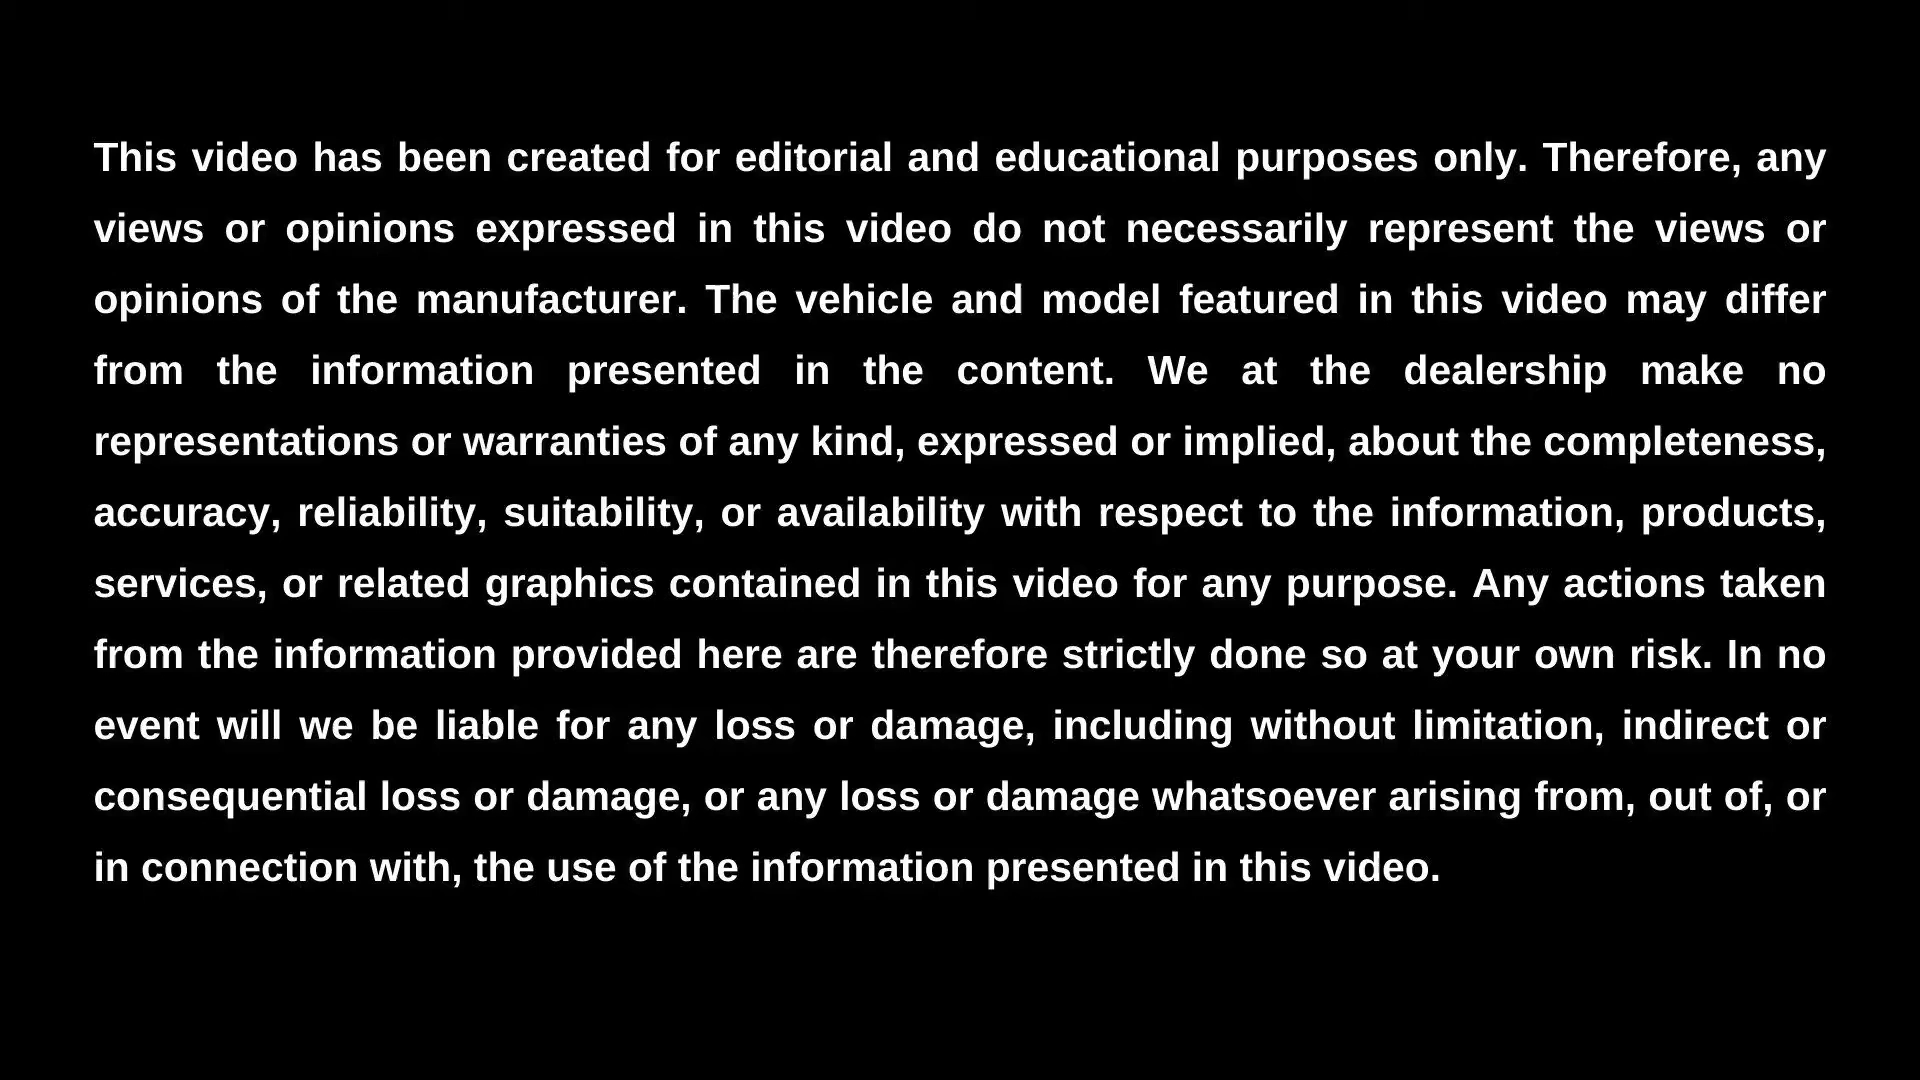 This video has been created for editorial and educational purposes only. Therefore, any
views or opinions expressed in this video do not necessarily represent the views or
opinions of the manufacturer. The vehicle and model featured in this video may differ
from the information presented in the content. We at the dealership make no
representations or warranties of any kind, expressed or implied, about the completeness,
accuracy, reliability, suitability, or availability with respect to the information, products,
services, or related graphics contained in this video for any purpose. Any actions taken
from the information provided here are therefore strictly done so at your own risk. In no
event will we be liable for any loss or damage, including without limitation, indirect or
consequential loss or damage, or any loss or damage whatsoever arising from, out of, or
in connection with, the use of the information presented in this video.